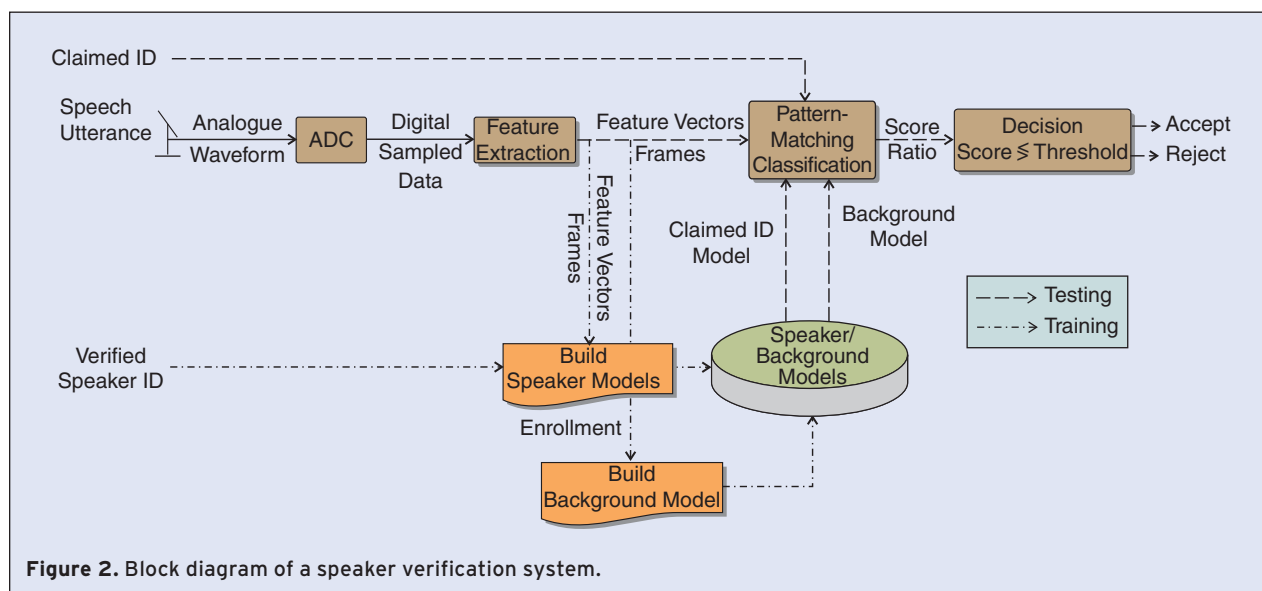 Claimed ID
Speech
Utterance
Analogue
Waveform
ADC
Digital
Sampled
Data
Feature
Extraction
Feature Vectors
Frames
Pattern-
Matching
Classification
Score
Ratio
Decision
Score ≶ Threshold
Accept
Reject
Feature Vectors
Frames
Claimed ID
Model
Background
Model
Testing
Training
Verified
Speaker ID
Build
Speaker Models
Speaker/
Background
Models
Enrollment
Build
Background Model
Figure 2. Block diagram of a speaker verification system.